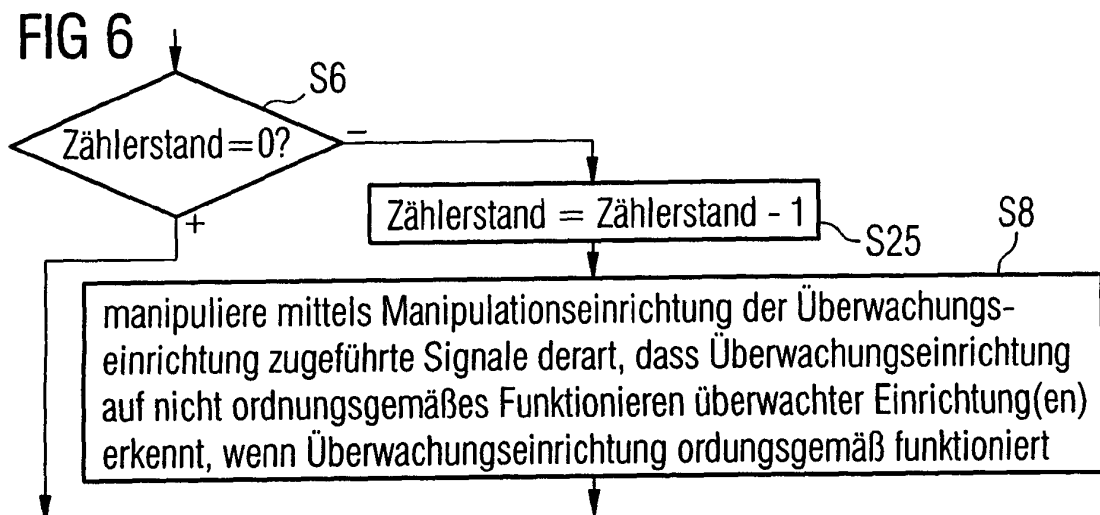 FIG 6
S6
Zählerstand=0?
–
+
Zählerstand = Zählerstand - 1
S25
S8
manipuliere mittels Manipulationseinrichtung der Überwachungs-
einrichtung zugeführte Signale derart, dass Überwachungseinrichtung
auf nicht ordnungsgemäßes Funktionieren überwachter Einrichtung(en)
erkennt, wenn Überwachungseinrichtung ordungsgemäß funktioniert